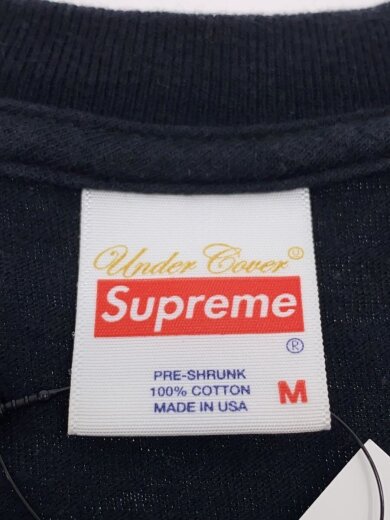 Under Cover®
Supreme
®
PRE-SHRUNK
100% COTTON
MADE IN USA
M